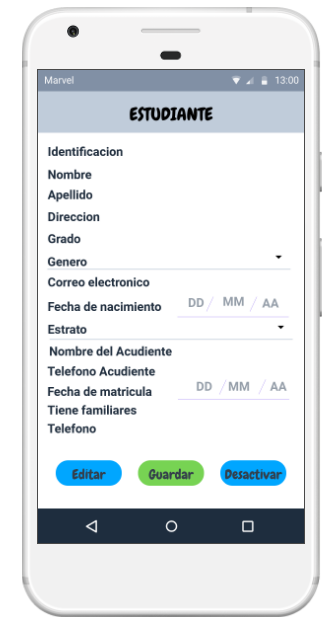 Marvel 13:00
ESTUDIANTE
Identificacion
Nombre
Apellido
Direccion
Grado
Genero
Correo electronico
Fecha de nacimiento DD / MM / AA
Estrato
Nombre del Acudiente
Telefono Acudiente
Fecha de matricula DD / MM / AA
Tiene familiares
Telefono
Editar Guardar Desactivar